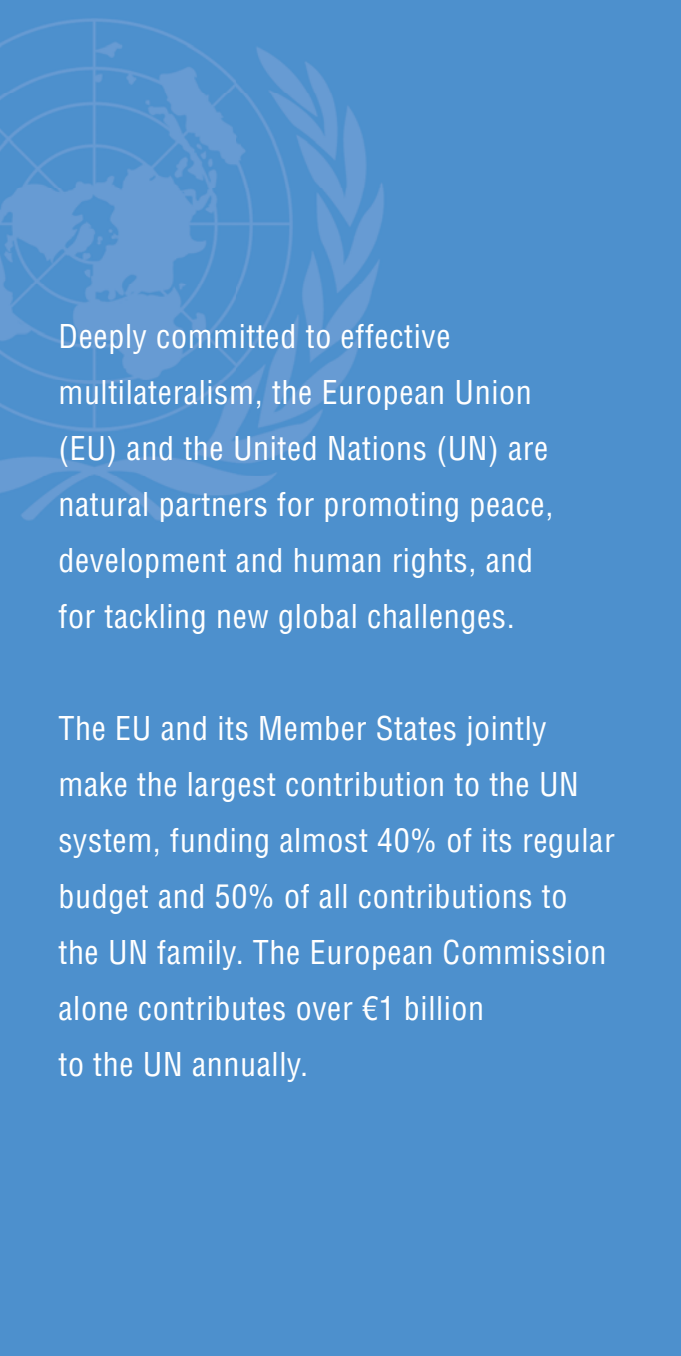 Deeply committed to effective
multilateralism, the European Union
(EU) and the United Nations (UN) are
natural partners for promoting peace,
development and human rights, and
for tackling new global challenges.
The EU and its Member States jointly
make the largest contribution to the UN
system, funding almost 40% of its regular
budget and 50% of all contributions to
the UN family. The European Commission
alone contributes over €1 billion
to the UN annually.